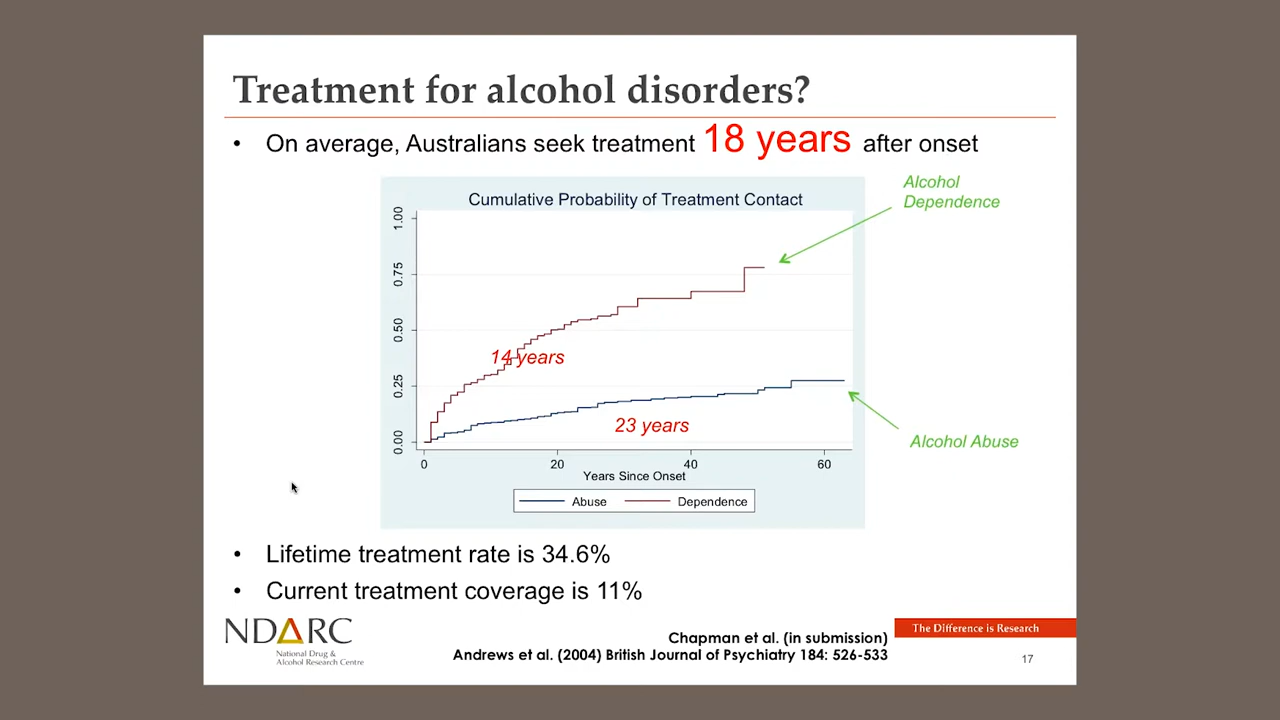 Treatment for alcohol disorders?
• On average, Australians seek treatment 18 years after onset
Alcohol
Dependence
Cumulative Probability of Treatment Contact
1.00
0.75
0.50
0.25
0.00
14 years
23 years
Alcohol Abuse
0 20 40 60
Years Since Onset
Abuse Dependence
• Lifetime treatment rate is 34.6%
• Current treatment coverage is 11%
NDARC
National Drug &
Alcohol Research Centre
Chapman et al. (in submission)
Andrews et al. (2004) British Journal of Psychiatry 184: 526-533
The Difference is Research
17